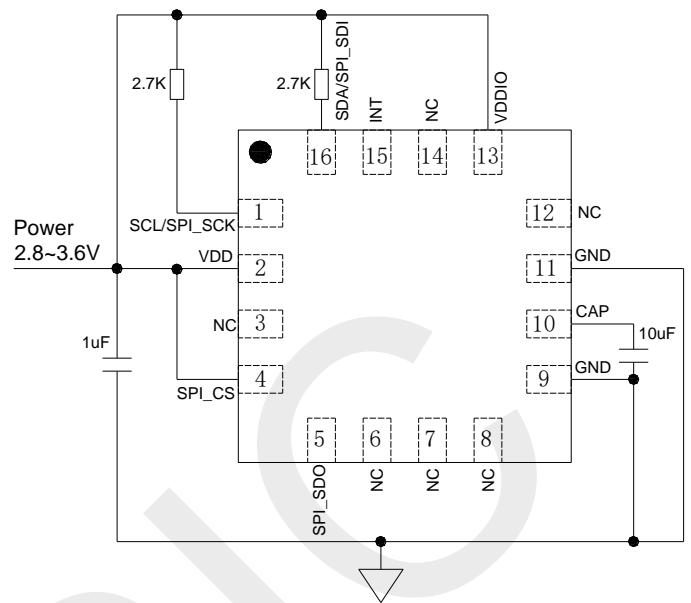 2.7K
2.7K
SDA/SPI_SDI
INT
NC
VDDIO
16
15
14
13
1
SCL/SPI_SCK
12
NC
Power
2.8~3.6V
VDD
2
11
GND
NC
3
10
CAP
1uF
10uF
SPI_CS
4
9
GND
5
6
7
8
SPI_SDO
NC
NC
NC